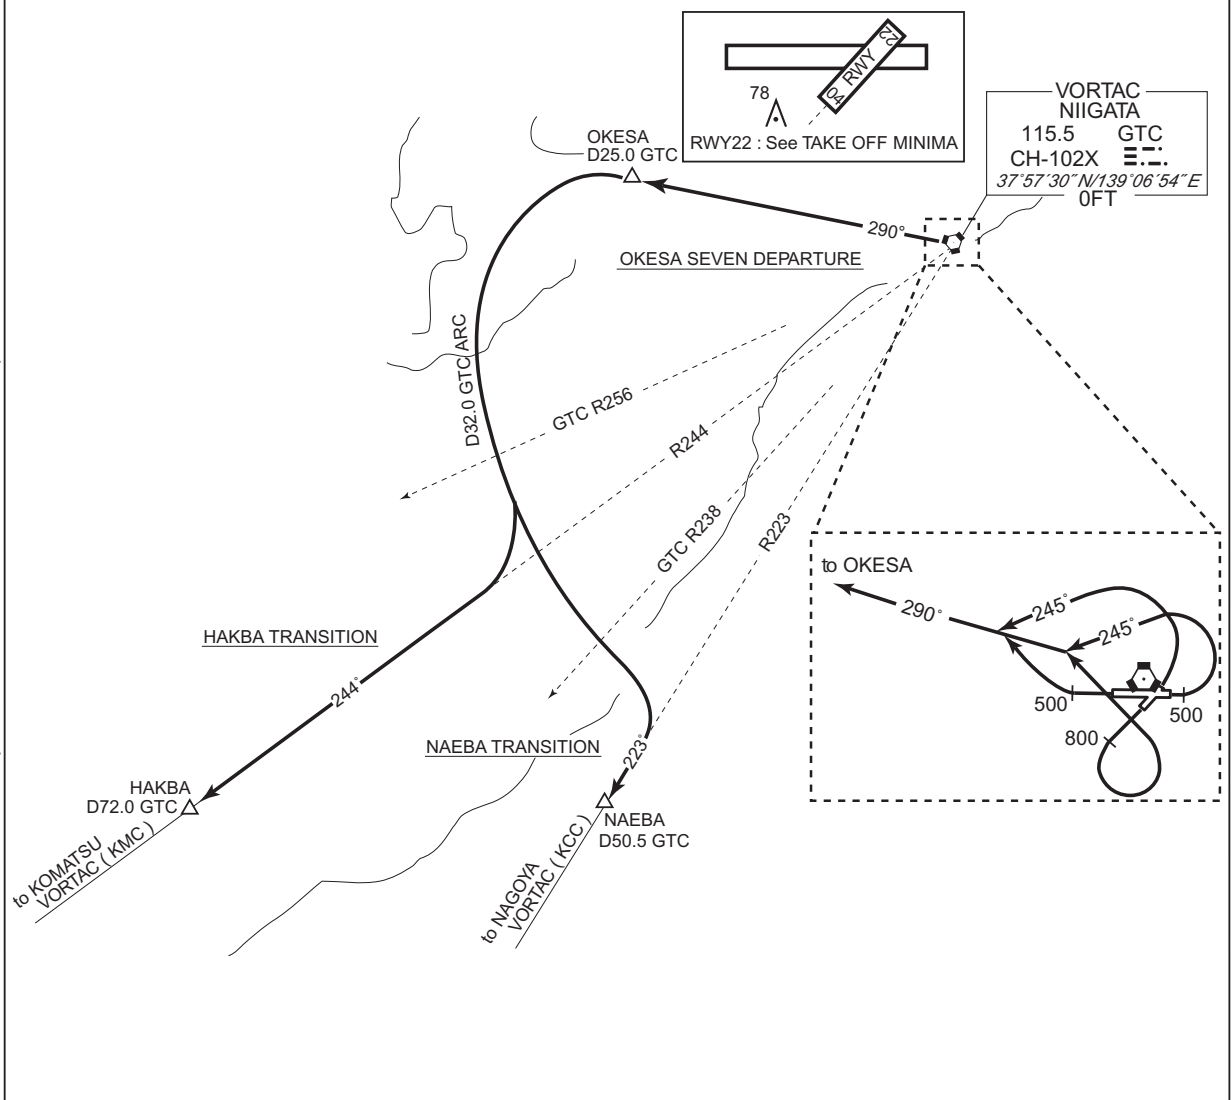 22
RWY
04
78
RWY22 : See TAKE OFF MINIMA
VORTAC
NIIGATA
115.5 GTC
CH-102X
37°57′30″N/139°06′54″E
0FT
OKESA
D25.0 GTC
290°
OKESA SEVEN DEPARTURE
D32.0 GTC ARC
GTC R256
R244
GTC R238
R223
to OKESA
290°
245°
245°
500
500
800
HAKBA TRANSITION
244°
NAEBA TRANSITION
223°
HAKBA
D72.0 GTC
to KOMATSU
VORTAC ( KMC )
NAEBA
D50.5 GTC
to NAGOYA
VORTAC ( KCC )